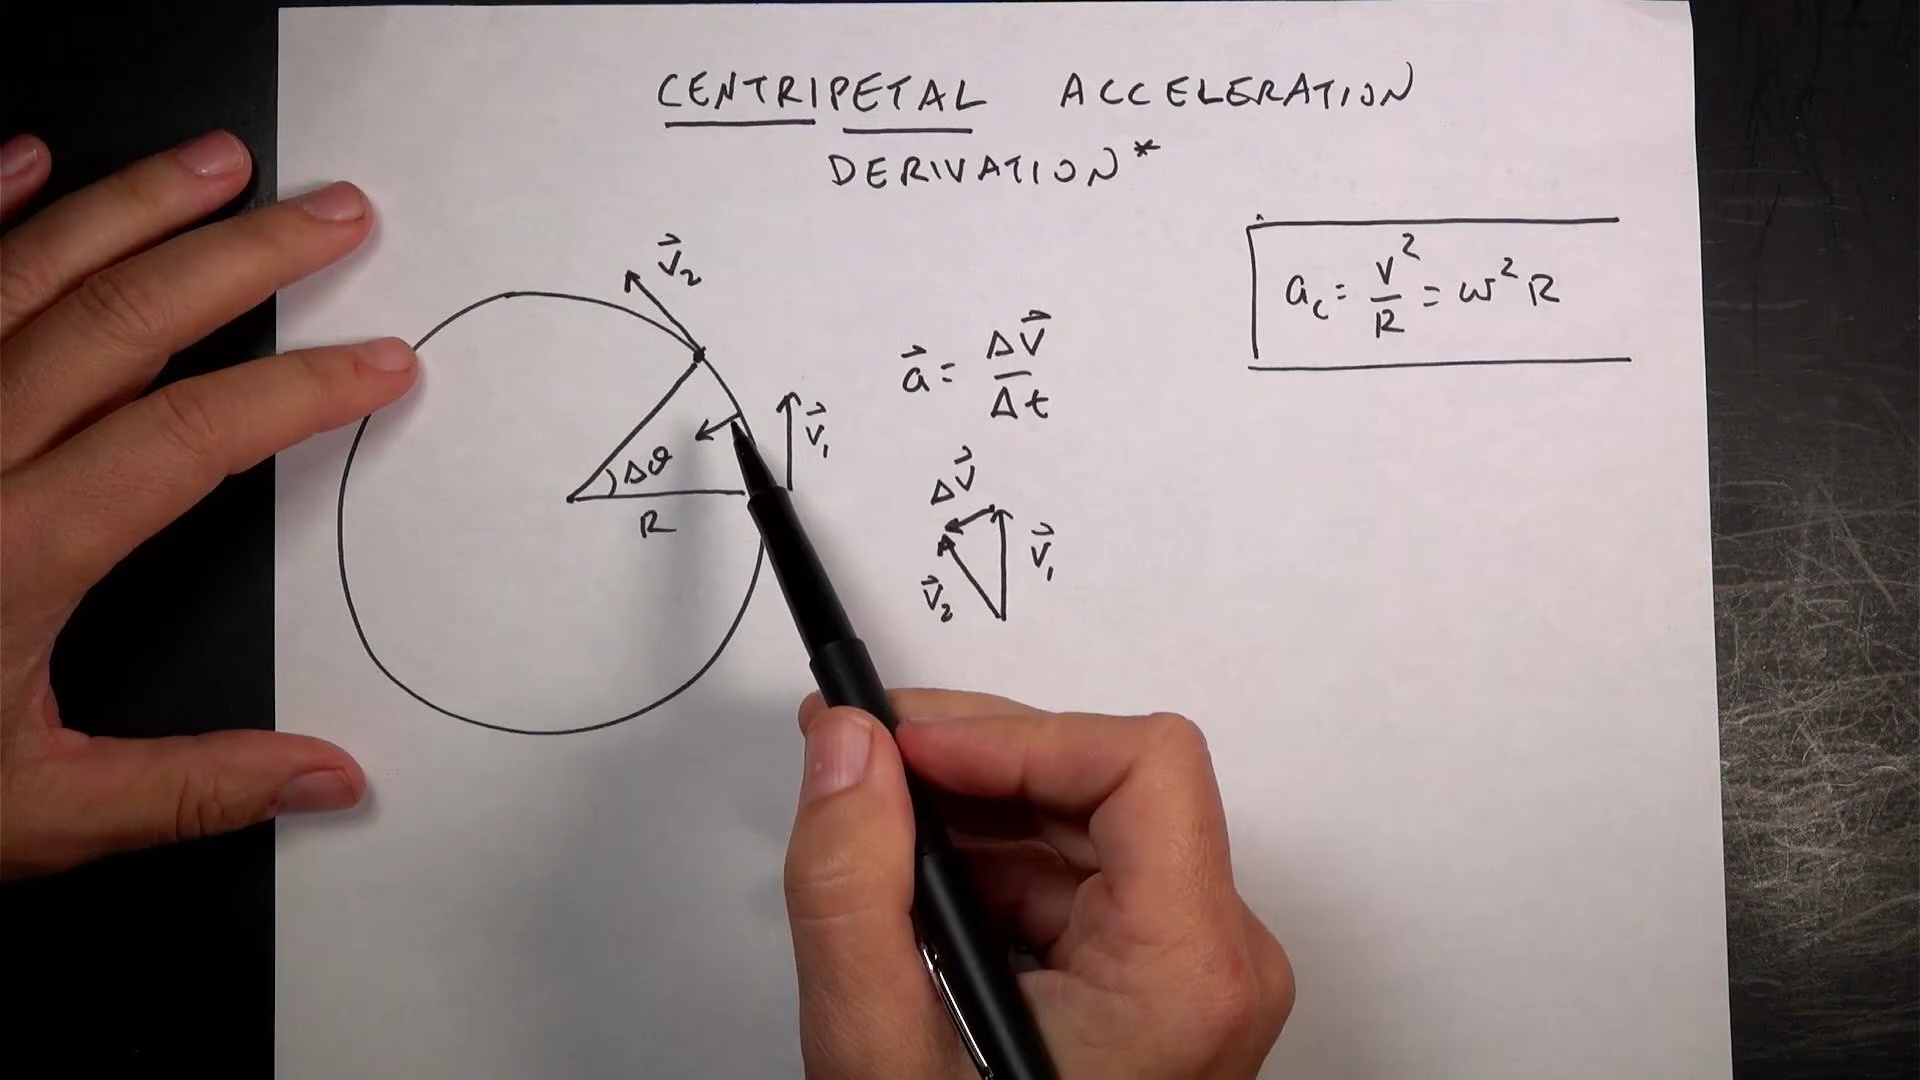 CENTRIPETAL ACCELERATION
DERIVATION*
v⃗₂
a_c = v²/R = ω²R
a⃗ = Δv⃗/Δt
v⃗₁
Δθ
R
Δv⃗
v⃗₁
v⃗₂